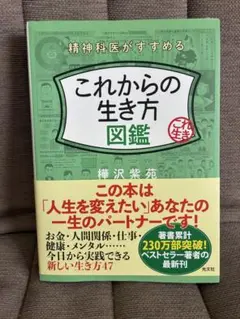 精神科医がすすめる
これからの
生き方
図鑑
これ
生き
樺沢紫苑
この本は
「人生を変えたい」あなたの
一生のパートナーです!
お金・人間関係・仕事・
健康・メンタル……
今日から実践できる
新しい生き方47
著書累計
230万部突破!
ベストセラー著者の
最新刊
光文社